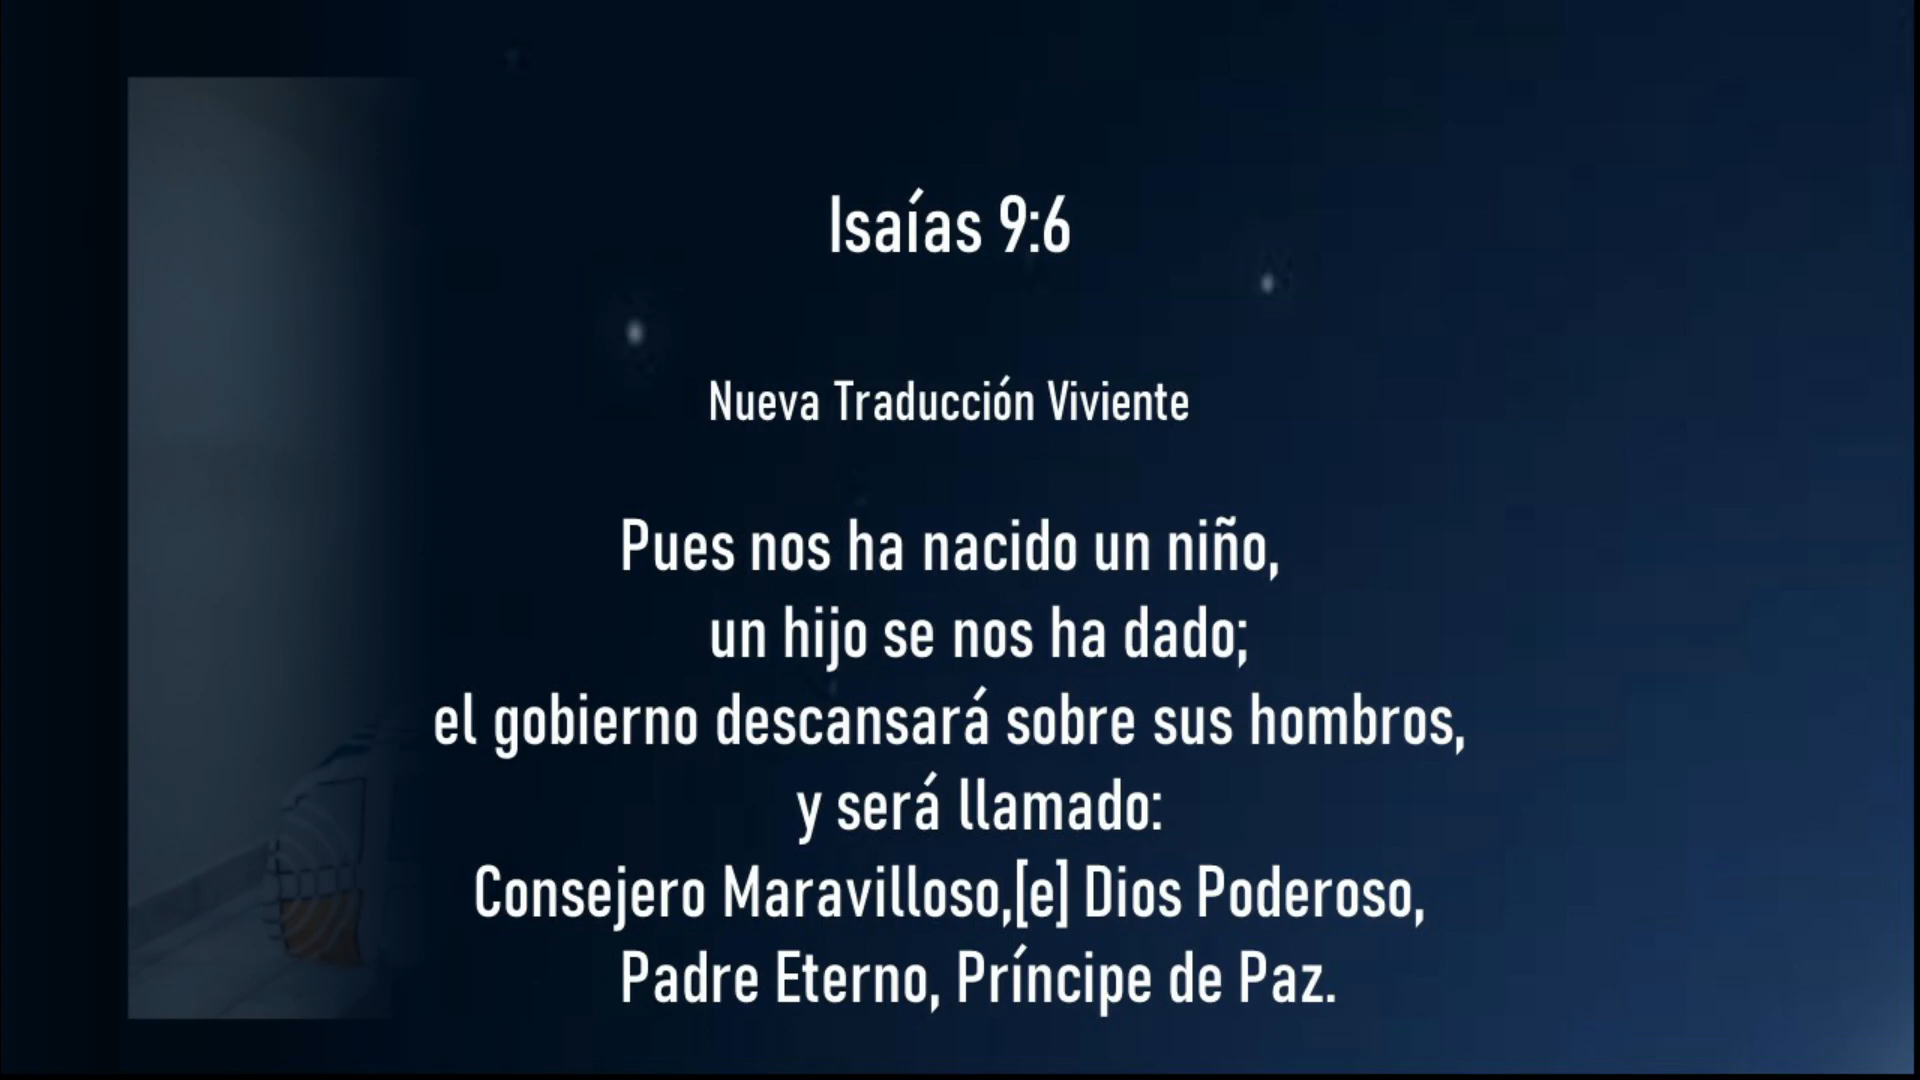 Isaías 9:6
Nueva Traducción Viviente
Pues nos ha nacido un niño,
un hijo se nos ha dado;
el gobierno descansará sobre sus hombros,
y será llamado:
Consejero Maravilloso,[e] Dios Poderoso,
Padre Eterno, Príncipe de Paz.